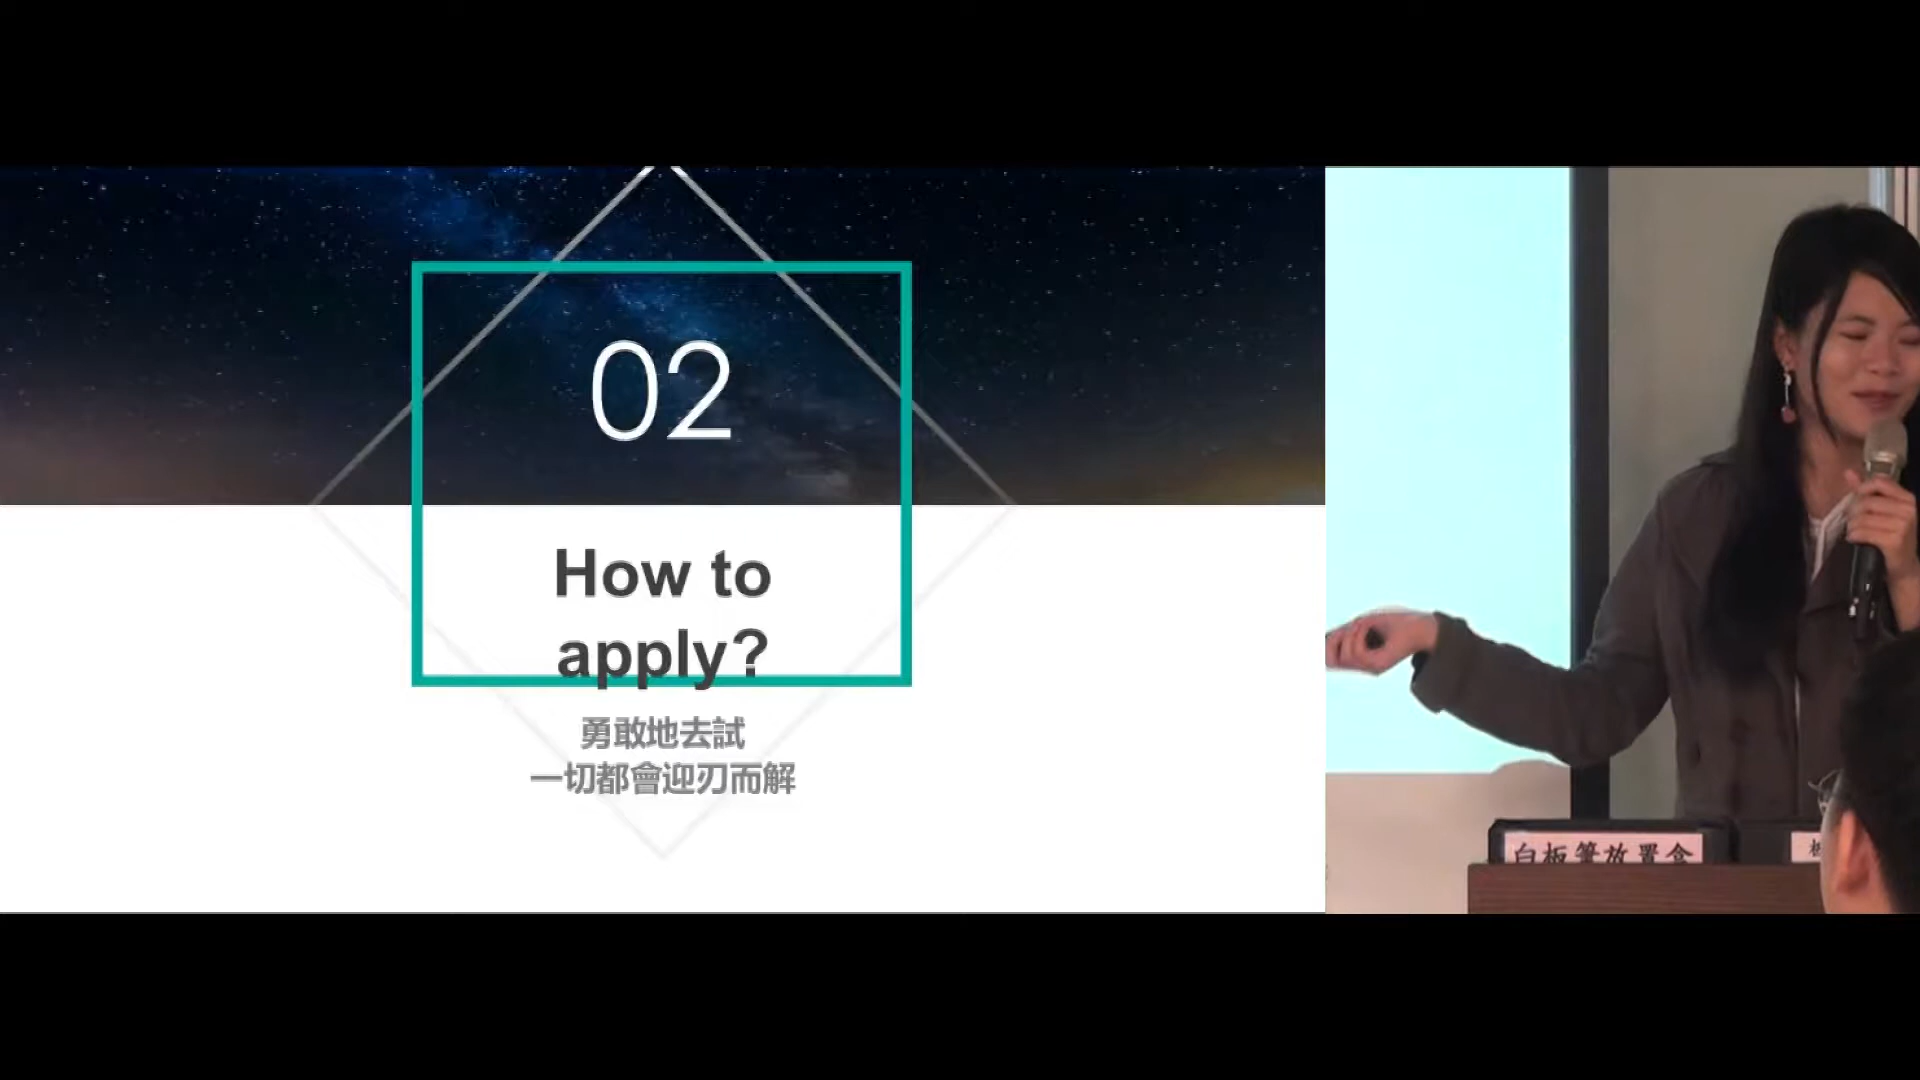 02
How to
apply?
勇敢地去試
一切都會迎刃而解
白板筆放置盒